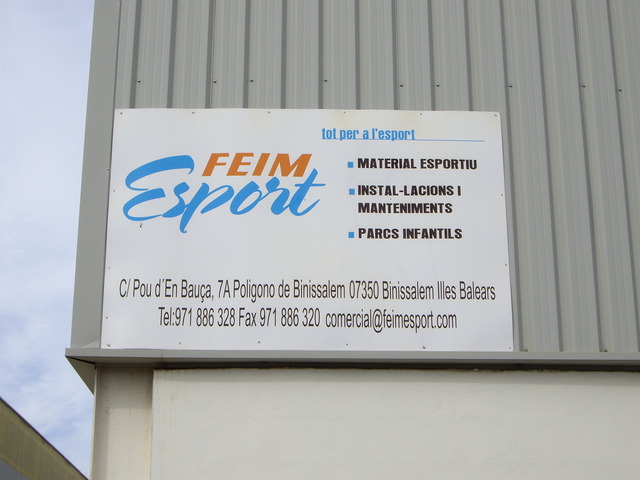 tot per a l'esport
FEIM
Esport
MATERIAL ESPORTIU
INSTAL-LACIONS I
MANTENIMENTS
PARCS INFANTILS
C/ Pou d´En Bauça, 7A Poligono de Binissalem 07350 Binissalem Illes Balears
Tel:971 886 328 Fax 971 886 320 comercial@feimesport.com